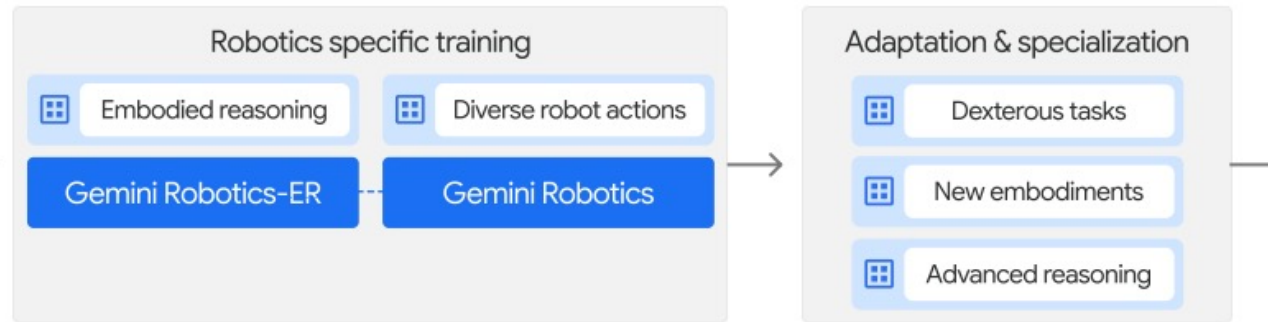 Robotics specific training
Embodied reasoning
Diverse robot actions
Gemini Robotics-ER
Gemini Robotics
Adaptation & specialization
Dexterous tasks
New embodiments
Advanced reasoning